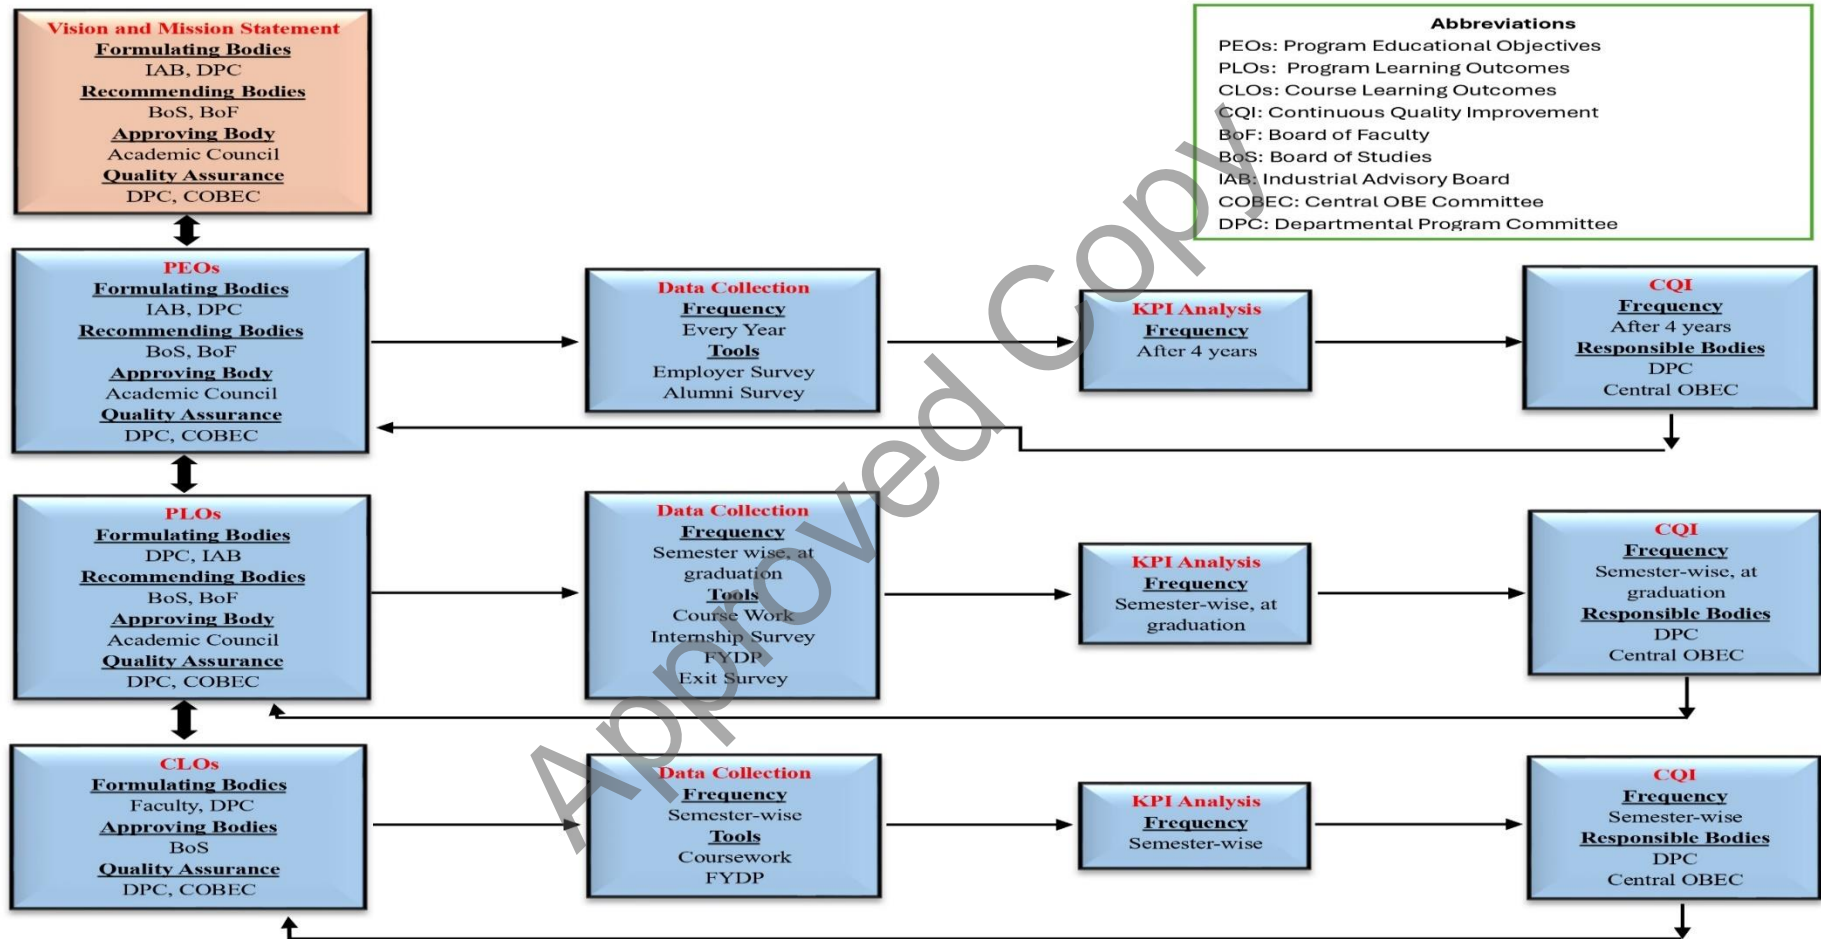 Vision and Mission Statement
Formulating Bodies
IAB, DPC
Recommending Bodies
BoS, BoF
Approving Body
Academic Council
Quality Assurance
DPC, COBEC
Abbreviations
PEOs: Program Educational Objectives
PLOs: Program Learning Outcomes
CLOs: Course Learning Outcomes
CQI: Continuous Quality Improvement
BoF: Board of Faculty
BoS: Board of Studies
IAB: Industrial Advisory Board
COBEC: Central OBE Committee
DPC: Departmental Program Committee
PEOs
Formulating Bodies
IAB, DPC
Recommending Bodies
BoS, BoF
Approving Body
Academic Council
Quality Assurance
DPC, COBEC
Data Collection
Frequency
Every Year
Tools
Employer Survey
Alumni Survey
KPI Analysis
Frequency
After 4 years
CQI
Frequency
After 4 years
Responsible Bodies
DPC
Central OBEC
PLOs
Formulating Bodies
DPC, IAB
Recommending Bodies
BoS, BoF
Approving Body
Academic Council
Quality Assurance
DPC, COBEC
Data Collection
Frequency
Semester wise, at
graduation
Tools
Course Work
Internship Survey
FYDP
Exit Survey
KPI Analysis
Frequency
Semester-wise, at
graduation
CQI
Frequency
Semester-wise, at
graduation
Responsible Bodies
DPC
Central OBEC
CLOs
Formulating Bodies
Faculty, DPC
Approving Bodies
BoS
Quality Assurance
DPC, COBEC
Data Collection
Frequency
Semester-wise
Tools
Coursework
FYDP
KPI Analysis
Frequency
Semester-wise
CQI
Frequency
Semester-wise
Responsible Bodies
DPC
Central OBEC
Approved Copy